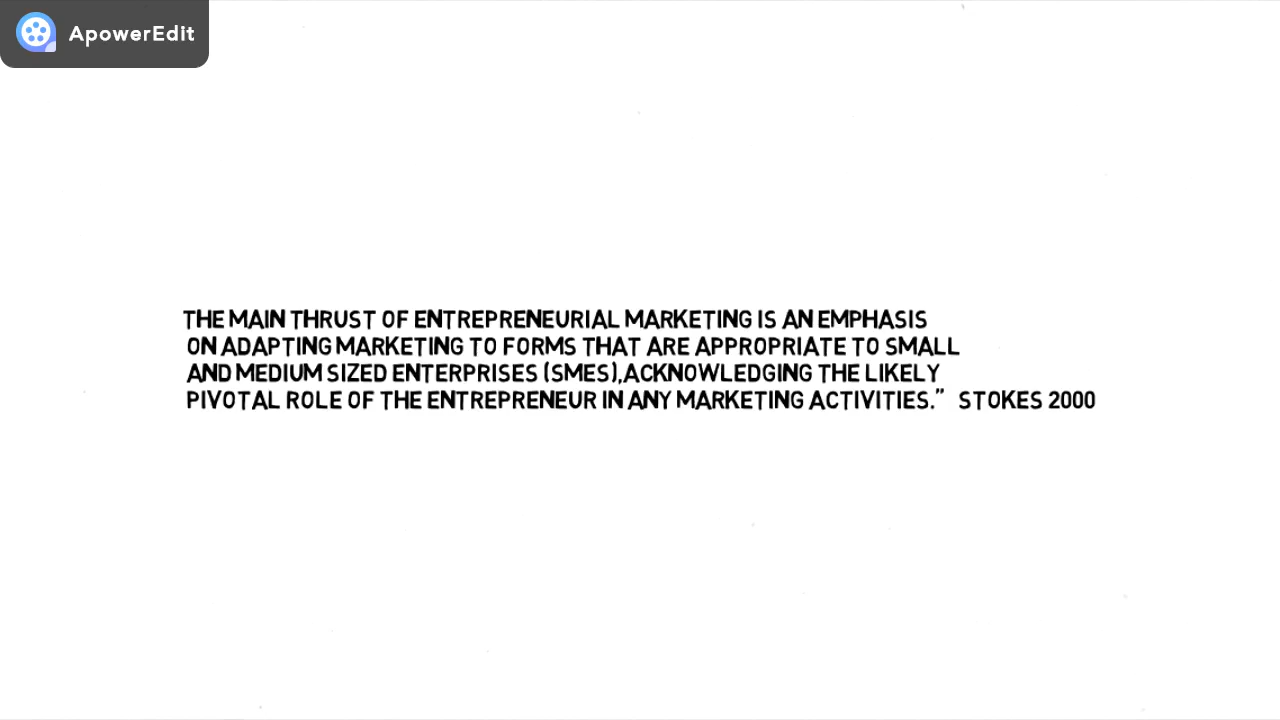 ApowerEdit
THE MAIN THRUST OF ENTREPRENEURIAL MARKETING IS AN EMPHASIS
ON ADAPTING MARKETING TO FORMS THAT ARE APPROPRIATE TO SMALL
AND MEDIUM SIZED ENTERPRISES (SMES),ACKNOWLEDGING THE LIKELY
PIVOTAL ROLE OF THE ENTREPRENEUR IN ANY MARKETING ACTIVITIES.” STOKES 2000